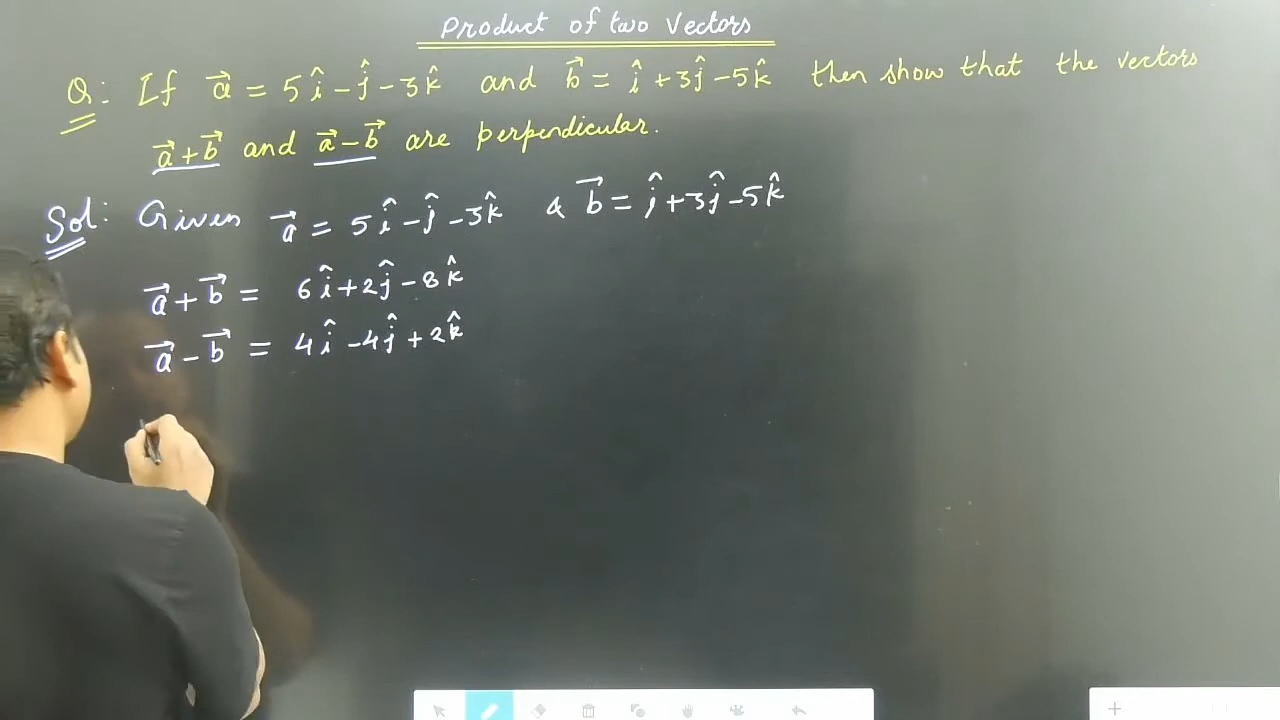 Product of two Vectors
Q: If a⃗ = 5î - ĵ - 3k̂ and b⃗ = î + 3ĵ - 5k̂ then show that the vectors
a⃗ + b⃗ and a⃗ - b⃗ are perpendicular.
Sol: Given a⃗ = 5î - ĵ - 3k̂ & b⃗ = ĵ + 3ĵ - 5k̂
a⃗ + b⃗ = 6î + 2ĵ - 8k̂
a⃗ - b⃗ = 4î - 4ĵ + 2k̂